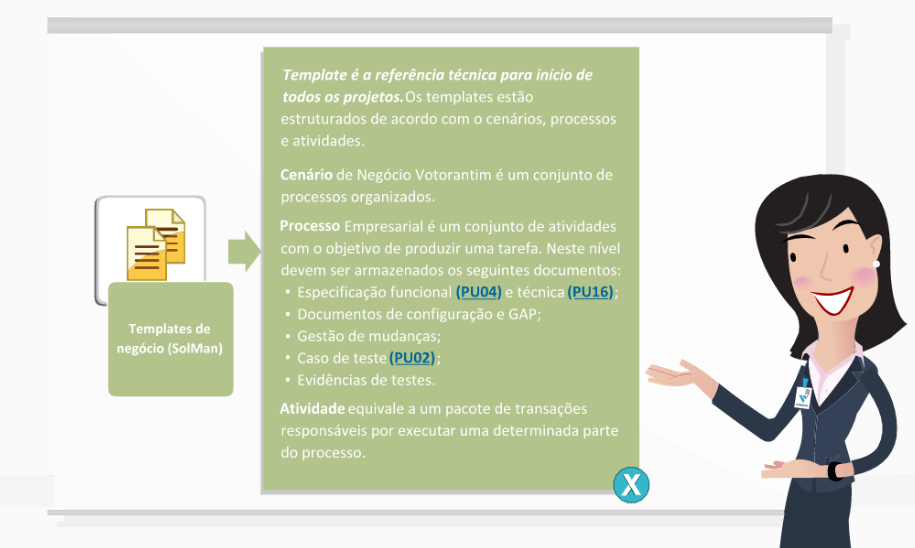 Template é a referência técnica para início de
todos os projetos. Os templates estão
estruturados de acordo com o cenários, processos
e atividades.
Cenário de Negócio Votorantim é um conjunto de
processos organizados.
Processo Empresarial é um conjunto de atividades
com o objetivo de produzir uma tarefa. Neste nível
devem ser armazenados os seguintes documentos:
• Especificação funcional (PU04) e técnica (PU16);
• Documentos de configuração e GAP;
• Gestão de mudanças;
• Caso de teste (PU02);
• Evidências de testes.
Atividade equivale a um pacote de transações
responsáveis por executar uma determinada parte
do processo.
Templates de
negócio (SolMan)
X